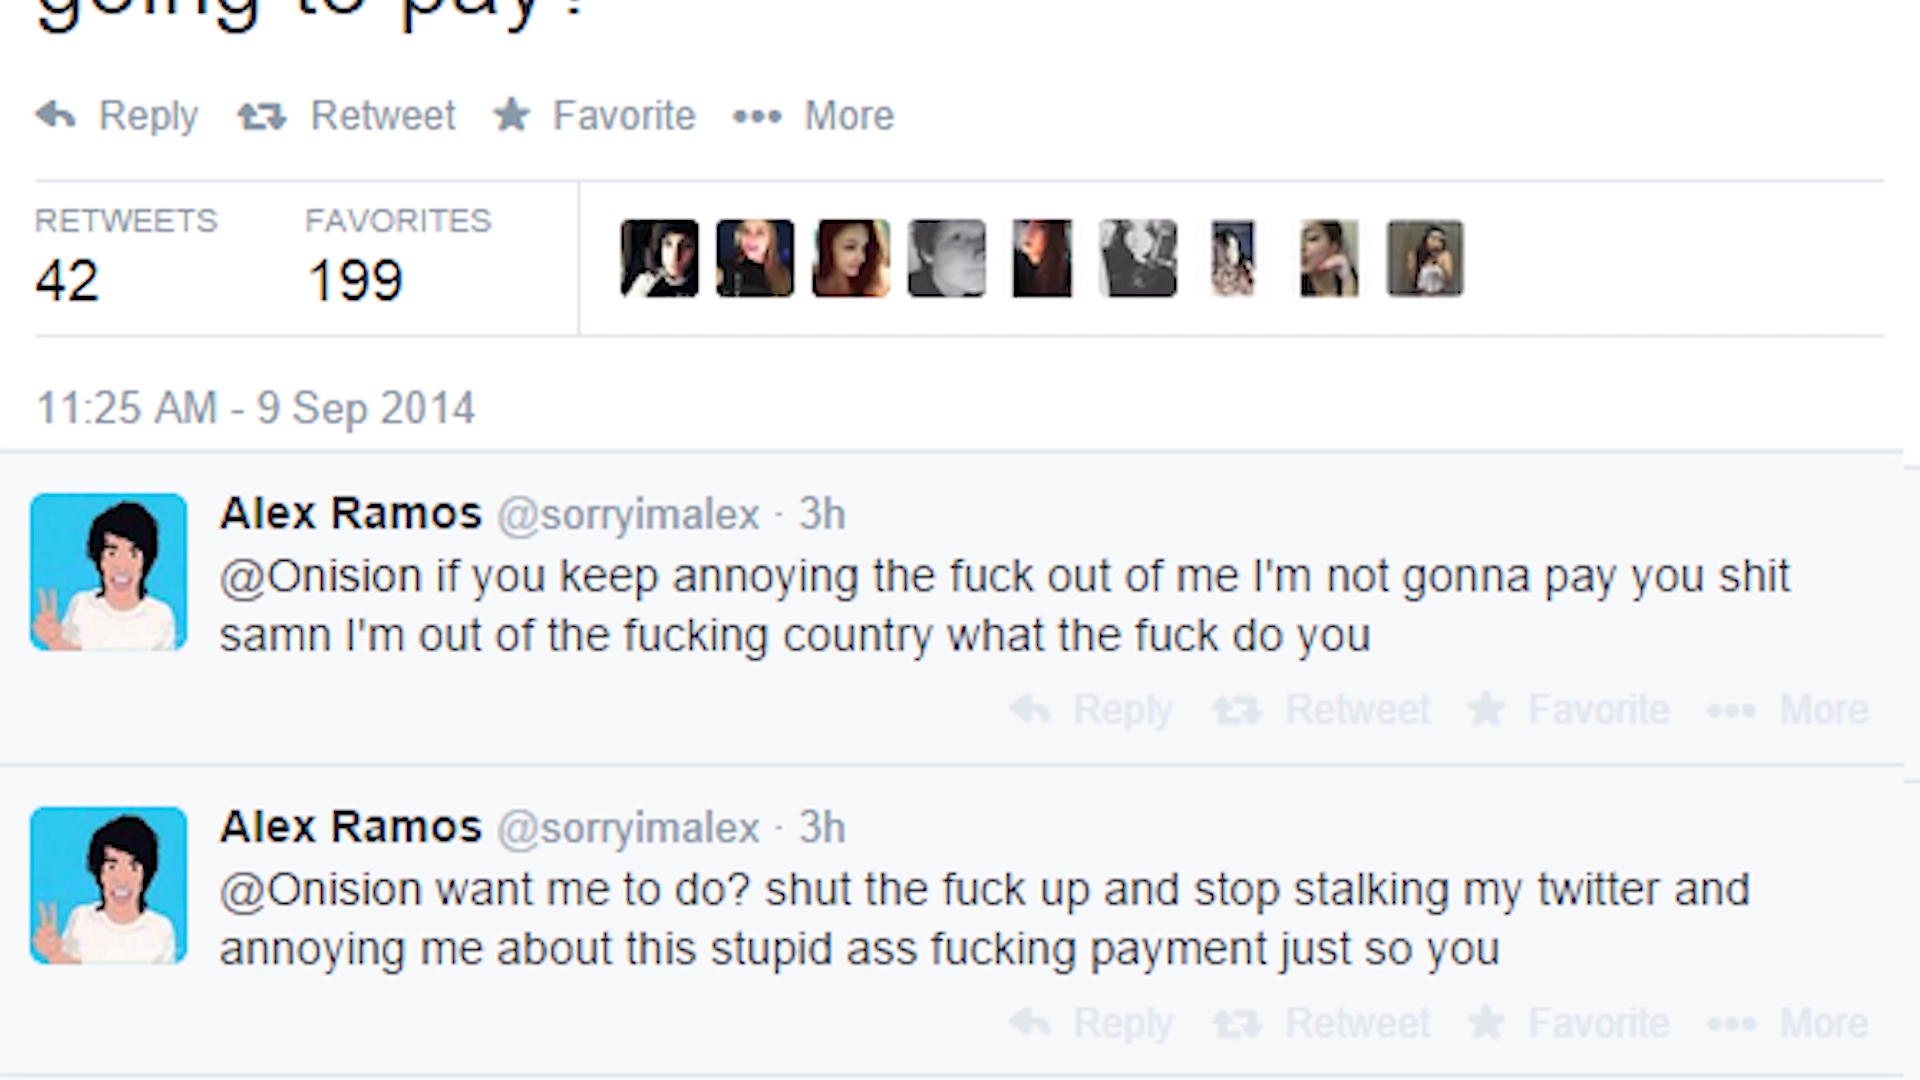 going to pay?
Reply Retweet Favorite More
RETWEETS FAVORITES
42 199
11:25 AM - 9 Sep 2014
Alex Ramos @sorryimalex · 3h
@Onision if you keep annoying the fuck out of me I'm not gonna pay you shit
samn I'm out of the fucking country what the fuck do you
Reply Retweet Favorite More
Alex Ramos @sorryimalex · 3h
@Onision want me to do? shut the fuck up and stop stalking my twitter and
annoying me about this stupid ass fucking payment just so you
Reply Retweet Favorite More